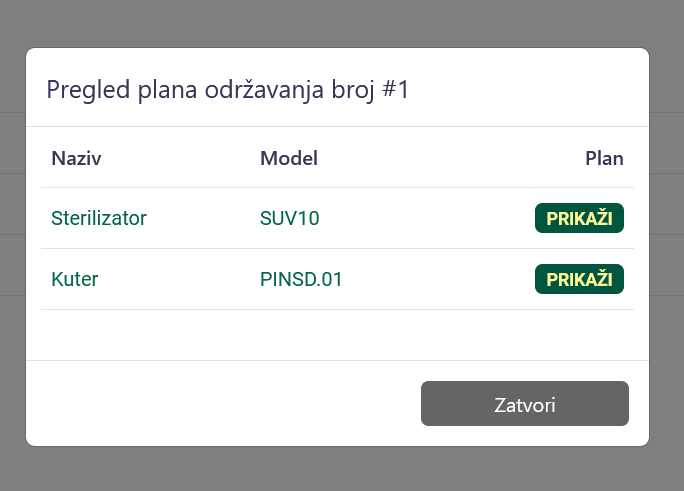 Pregled plana održavanja broj #1
Naziv Model Plan
Sterilizator SUV10 PRIKAŽI
Kuter PINSD.01 PRIKAŽI
Zatvori